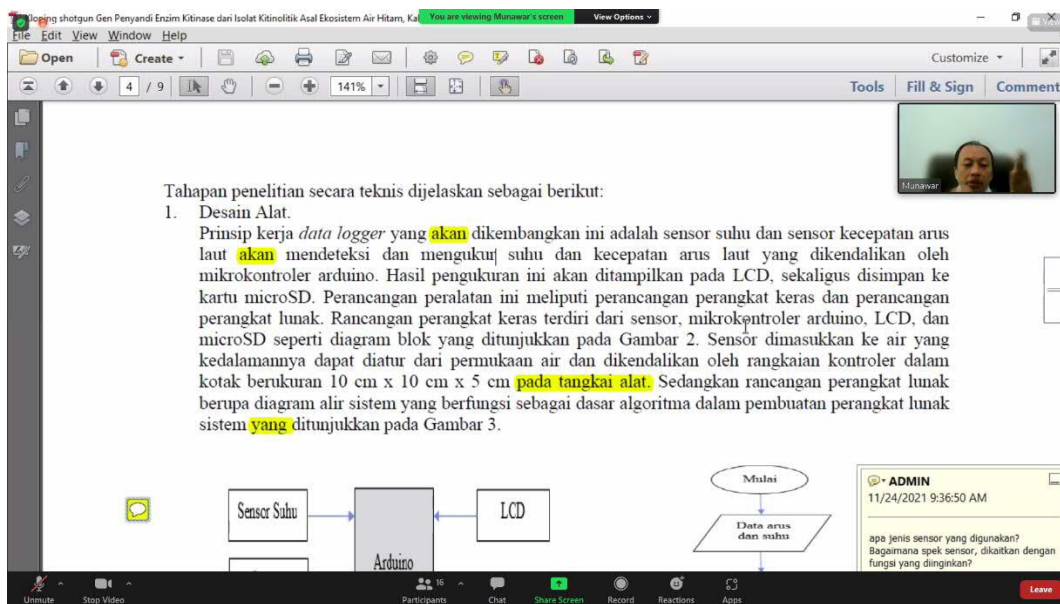 loping shotgun Gen Penyandi Enzim Kitinase dari Isolat Kitinolitik Asal Ekosistem Air Hitam, Ka
You are viewing Munawar's screen
View Options
File Edit View Window Help
Open Create Customize
4 / 9 141% Tools Fill & Sign Comment
Munawar
Tahapan penelitian secara teknis dijelaskan sebagai berikut:
1. Desain Alat.
Prinsip kerja data logger yang akan dikembangkan ini adalah sensor suhu dan sensor kecepatan arus
laut akan mendeteksi dan mengukur suhu dan kecepatan arus laut yang dikendalikan oleh
mikrokontroler arduino. Hasil pengukuran ini akan ditampilkan pada LCD, sekaligus disimpan ke
kartu microSD. Perancangan peralatan ini meliputi perancangan perangkat keras dan perancangan
perangkat lunak. Rancangan perangkat keras terdiri dari sensor, mikrokontroler arduino, LCD, dan
microSD seperti diagram blok yang ditunjukkan pada Gambar 2. Sensor dimasukkan ke air yang
kedalamannya dapat diatur dari permukaan air dan dikendalikan oleh rangkaian kontroler dalam
kotak berukuran 10 cm x 10 cm x 5 cm pada tangkai alat. Sedangkan rancangan perangkat lunak
berupa diagram alir sistem yang berfungsi sebagai dasar algoritma dalam pembuatan perangkat lunak
sistem yang ditunjukkan pada Gambar 3.
Sensor Suhu
Arduino
LCD
Mulai
Data arus
dan suhu
ADMIN
11/24/2021 9:36:50 AM
apa jenis sensor yang digunakan?
Bagaimana spek sensor, dikaitkan dengan
fungsi yang diinginkan?
Unmute Stop Video Participants 16 Chat Share Screen Record Reactions Apps Leave